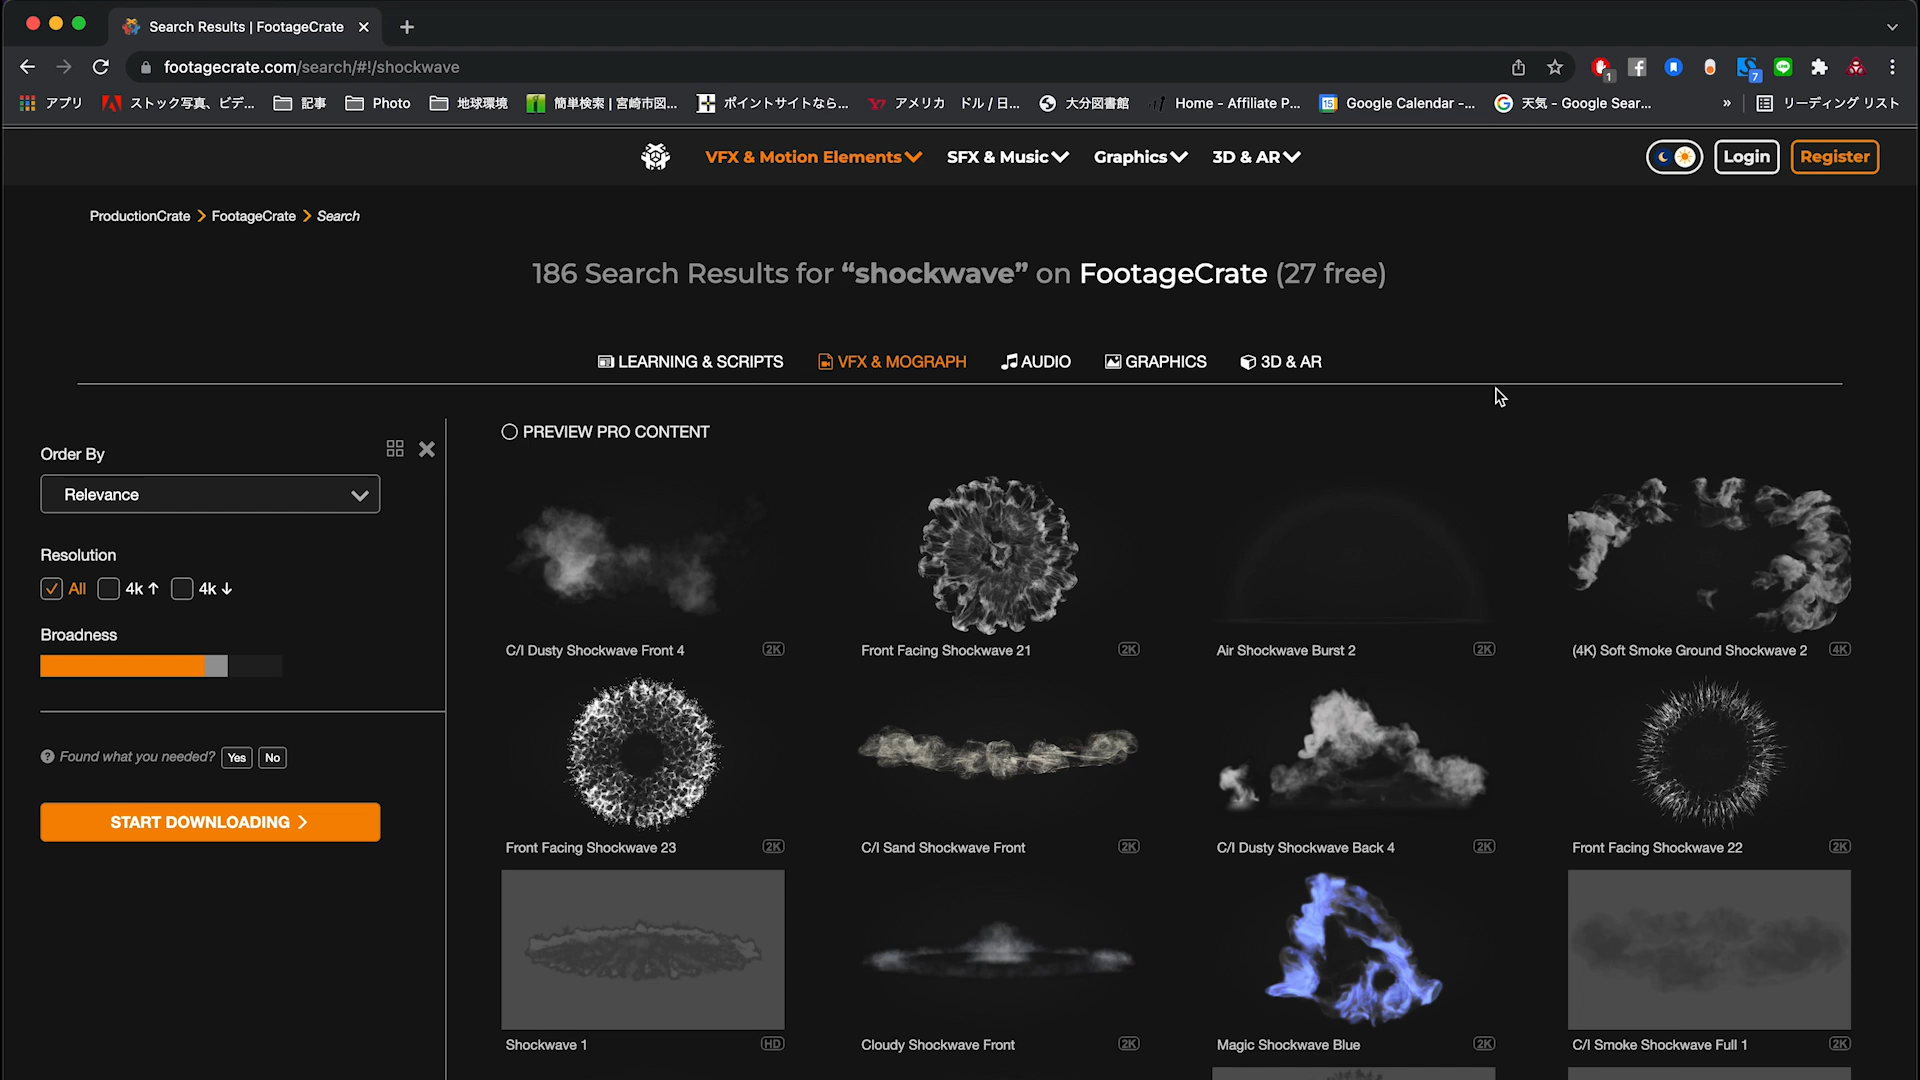 Search Results | FootageCrate
footagecrate.com/search/#!/shockwave
1
7
アプリ
ストック写真、ビデ...
記事
Photo
地球環境
簡単検索 | 宮崎市図...
ポイントサイトなら...
アメリカ ドル / 日...
大分図書館
Home - Affiliate P...
15
Google Calendar -...
天気 - Google Sear...
»
リーディング リスト
VFX & Motion Elements
SFX & Music
Graphics
3D & AR
Login
Register
ProductionCrate
FootageCrate
Search
186 Search Results for “shockwave” on FootageCrate (27 free)
LEARNING & SCRIPTS
VFX & MOGRAPH
AUDIO
GRAPHICS
3D & AR
Order By
Relevance
Resolution
All
4k ↑
4k ↓
Broadness
Found what you needed?
Yes
No
START DOWNLOADING
PREVIEW PRO CONTENT
C/I Dusty Shockwave Front 4
2K
Front Facing Shockwave 21
2K
Air Shockwave Burst 2
2K
(4K) Soft Smoke Ground Shockwave 2
4K
Front Facing Shockwave 23
2K
C/I Sand Shockwave Front
2K
C/I Dusty Shockwave Back 4
2K
Front Facing Shockwave 22
2K
Shockwave 1
HD
Cloudy Shockwave Front
2K
Magic Shockwave Blue
2K
C/I Smoke Shockwave Full 1
2K